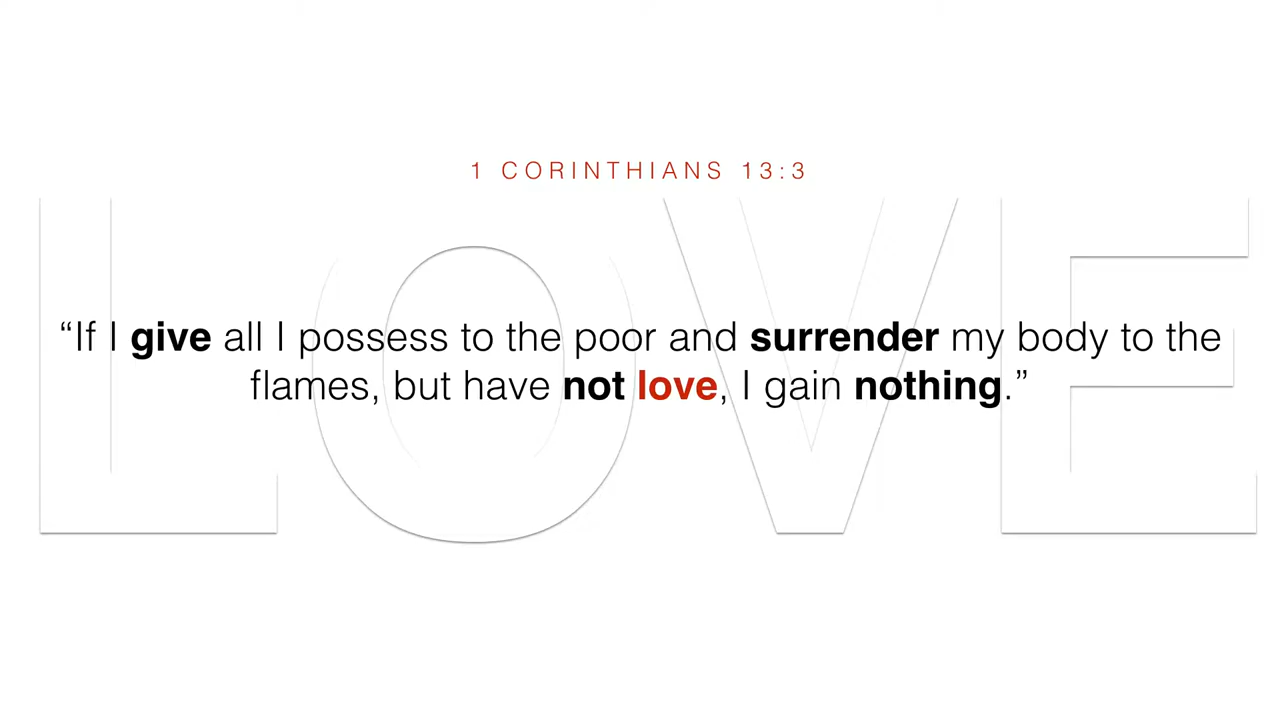 1 CORINTHIANS 13:3
LOVE
“If I give all I possess to the poor and surrender my body to the
flames, but have not love, I gain nothing.”